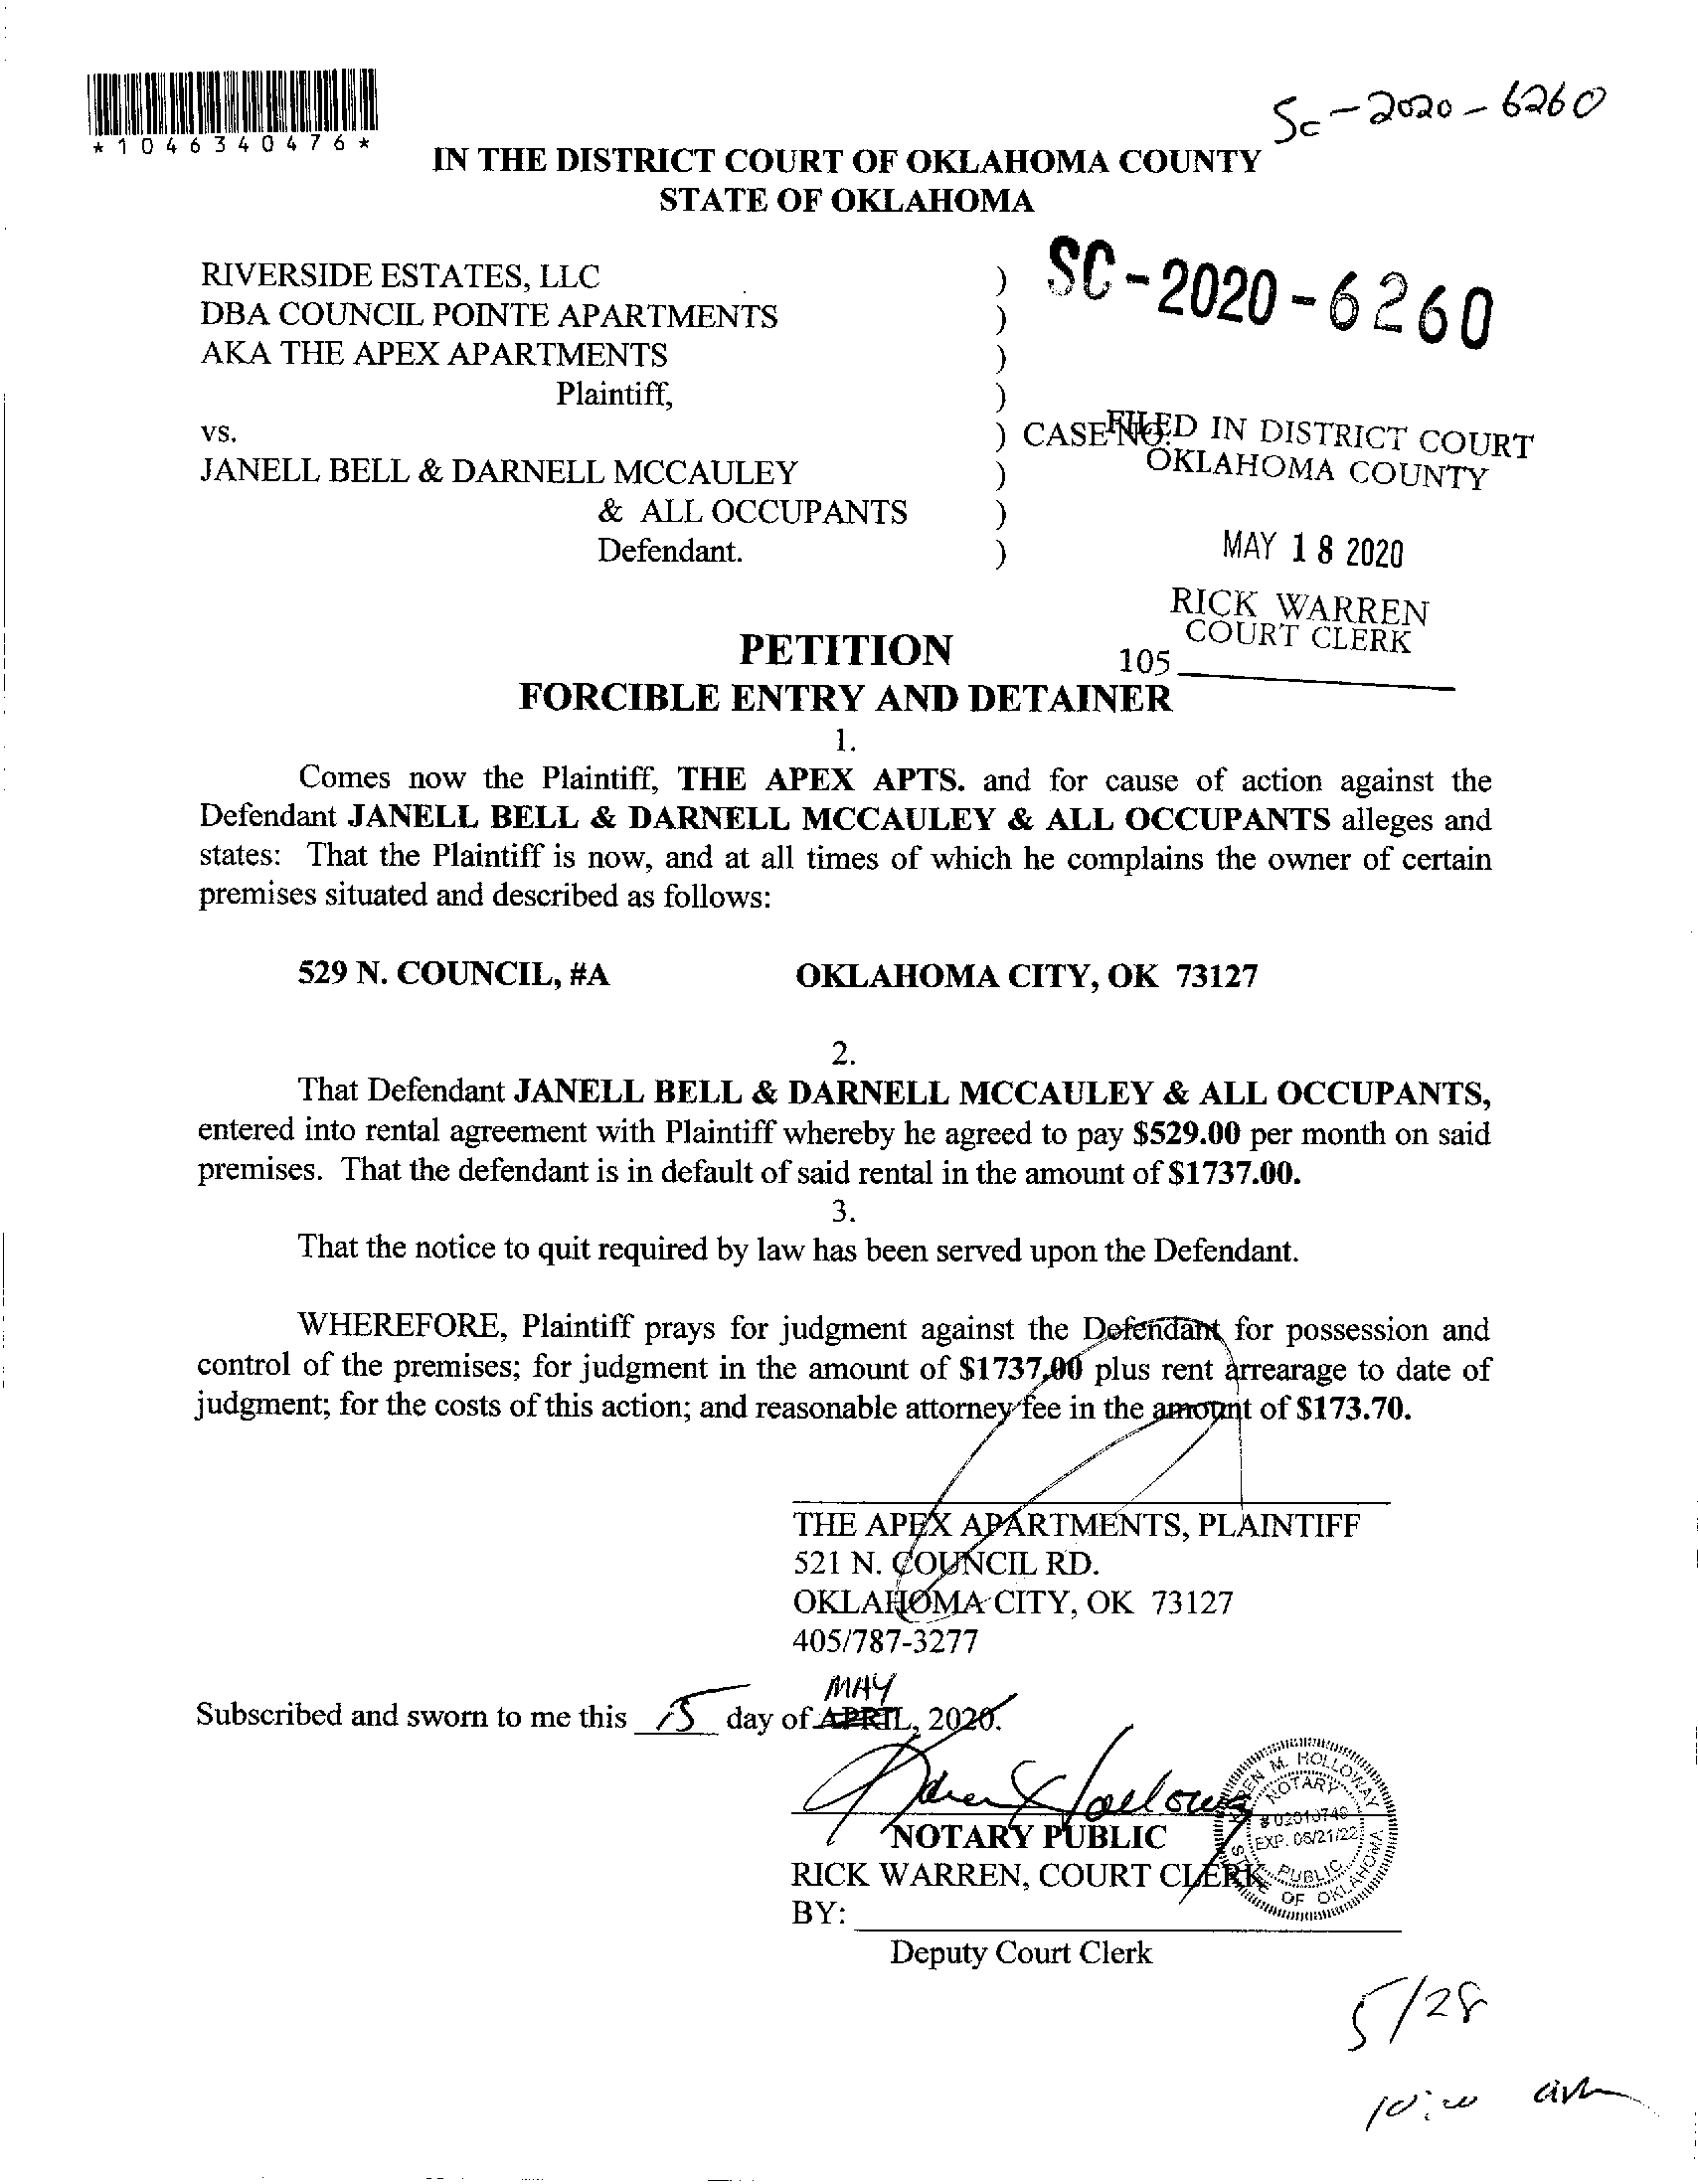 *1046340476*
Sc-2020-6260
IN THE DISTRICT COURT OF OKLAHOMA COUNTY
STATE OF OKLAHOMA
RIVERSIDE ESTATES, LLC )
DBA COUNCIL POINTE APARTMENTS )
AKA THE APEX APARTMENTS )
Plaintiff, )
SC-2020-6260
vs. ) CASE NO.
JANELL BELL & DARNELL MCCAULEY )
& ALL OCCUPANTS )
Defendant. )
FILED IN DISTRICT COURT
OKLAHOMA COUNTY
MAY 18 2020
RICK WARREN
COURT CLERK
105
PETITION
FORCIBLE ENTRY AND DETAINER
1.
Comes now the Plaintiff, THE APEX APTS. and for cause of action against the
Defendant JANELL BELL & DARNELL MCCAULEY & ALL OCCUPANTS alleges and
states: That the Plaintiff is now, and at all times of which he complains the owner of certain
premises situated and described as follows:
529 N. COUNCIL, #A OKLAHOMA CITY, OK 73127
2.
That Defendant JANELL BELL & DARNELL MCCAULEY & ALL OCCUPANTS,
entered into rental agreement with Plaintiff whereby he agreed to pay $529.00 per month on said
premises. That the defendant is in default of said rental in the amount of $1737.00.
3.
That the notice to quit required by law has been served upon the Defendant.
WHEREFORE, Plaintiff prays for judgment against the Defendant for possession and
control of the premises; for judgment in the amount of $1737.00 plus rent arrearage to date of
judgment; for the costs of this action; and reasonable attorney fee in the amount of $173.70.
THE APEX APARTMENTS, PLAINTIFF
521 N. COUNCIL RD.
OKLAHOMA CITY, OK 73127
405/787-3277
MAY
Subscribed and sworn to me this 15 day of APRIL, 2020.
Karen M. Holloway
NOTARY PUBLIC
KAREN M. HOLLOWAY
NOTARY
# 02010749
EXP. 06/21/22
PUBLIC
STATE OF OKLAHOMA
RICK WARREN, COURT CLERK
BY:
Deputy Court Clerk
5/28
10:00